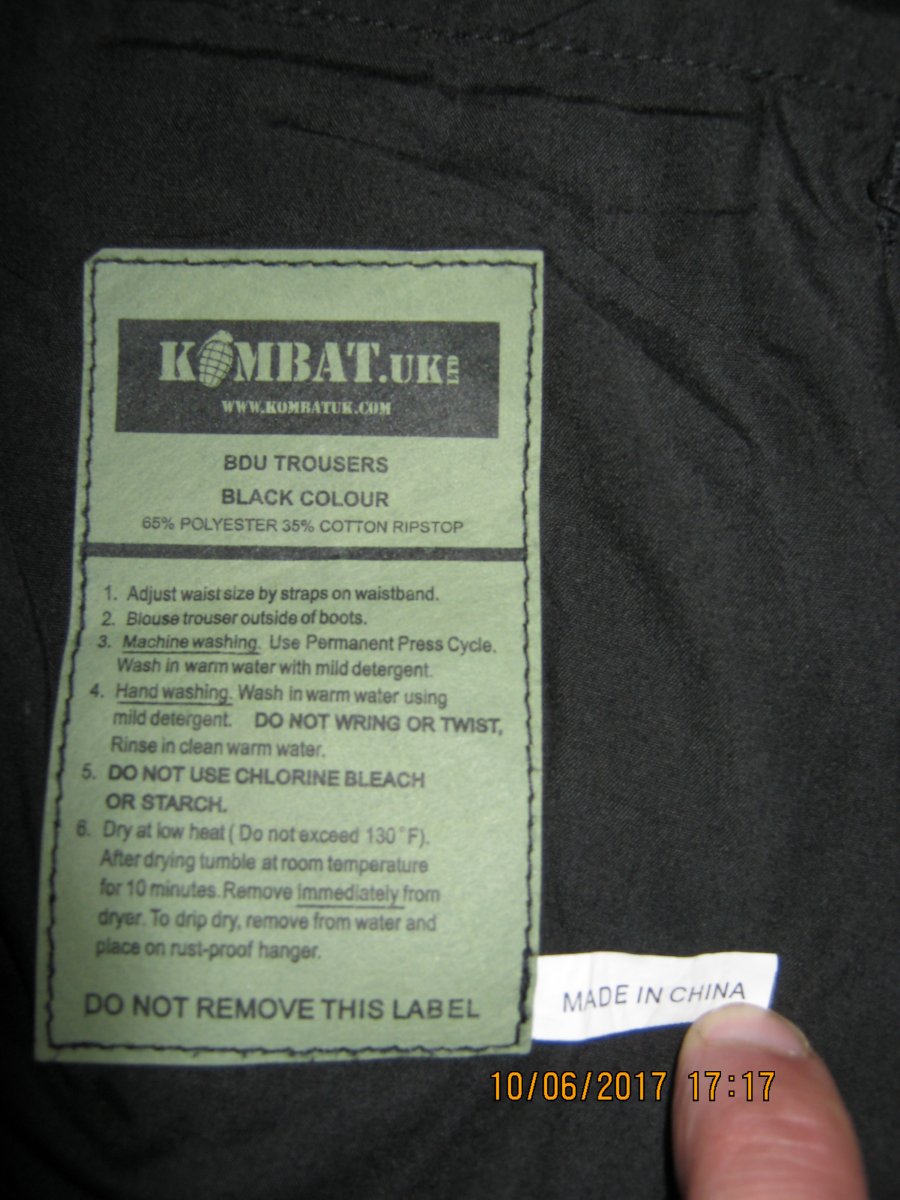 KOMBAT.UK LTD
WWW.KOMBATUK.COM
BDU TROUSERS
BLACK COLOUR
65% POLYESTER 35% COTTON RIPSTOP
1. Adjust waist size by straps on waistband.
2. Blouse trouser outside of boots.
3. Machine washing. Use Permanent Press Cycle.
Wash in warm water with mild detergent.
4. Hand washing. Wash in warm water using
mild detergent. DO NOT WRING OR TWIST,
Rinse in clean warm water.
5. DO NOT USE CHLORINE BLEACH
OR STARCH.
6. Dry at low heat ( Do not exceed 130°F).
After drying tumble at room temperature
for 10 minutes. Remove Immediately from
dryer. To drip dry, remove from water and
place on rust-proof hanger.
DO NOT REMOVE THIS LABEL
MADE IN CHINA
10/06/2017 17:17